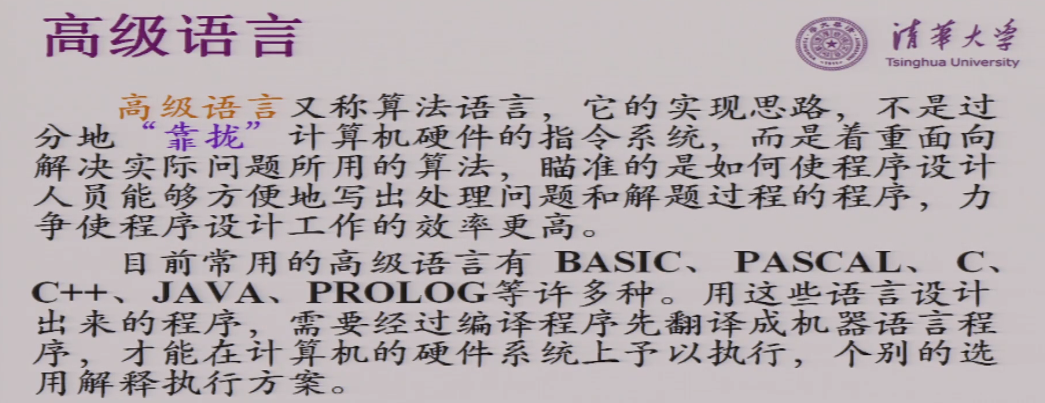 高级语言
清华大学
Tsinghua University
高级语言又称算法语言，它的实现思路，不是过
分地“靠拢”计算机硬件的指令系统，而是着重面向
解决实际问题所用的算法，瞄准的是如何使程序设计
人员能够方便地写出处理问题和解题过程的程序，力
争使程序设计工作的效率更高。
目前常用的高级语言有 BASIC、PASCAL、C、
C++、JAVA、PROLOG等许多种。用这些语言设计
出来的程序，需要经过编译程序先翻译成机器语言程
序，才能在计算机的硬件系统上予以执行，个别的选
用解释执行方案。